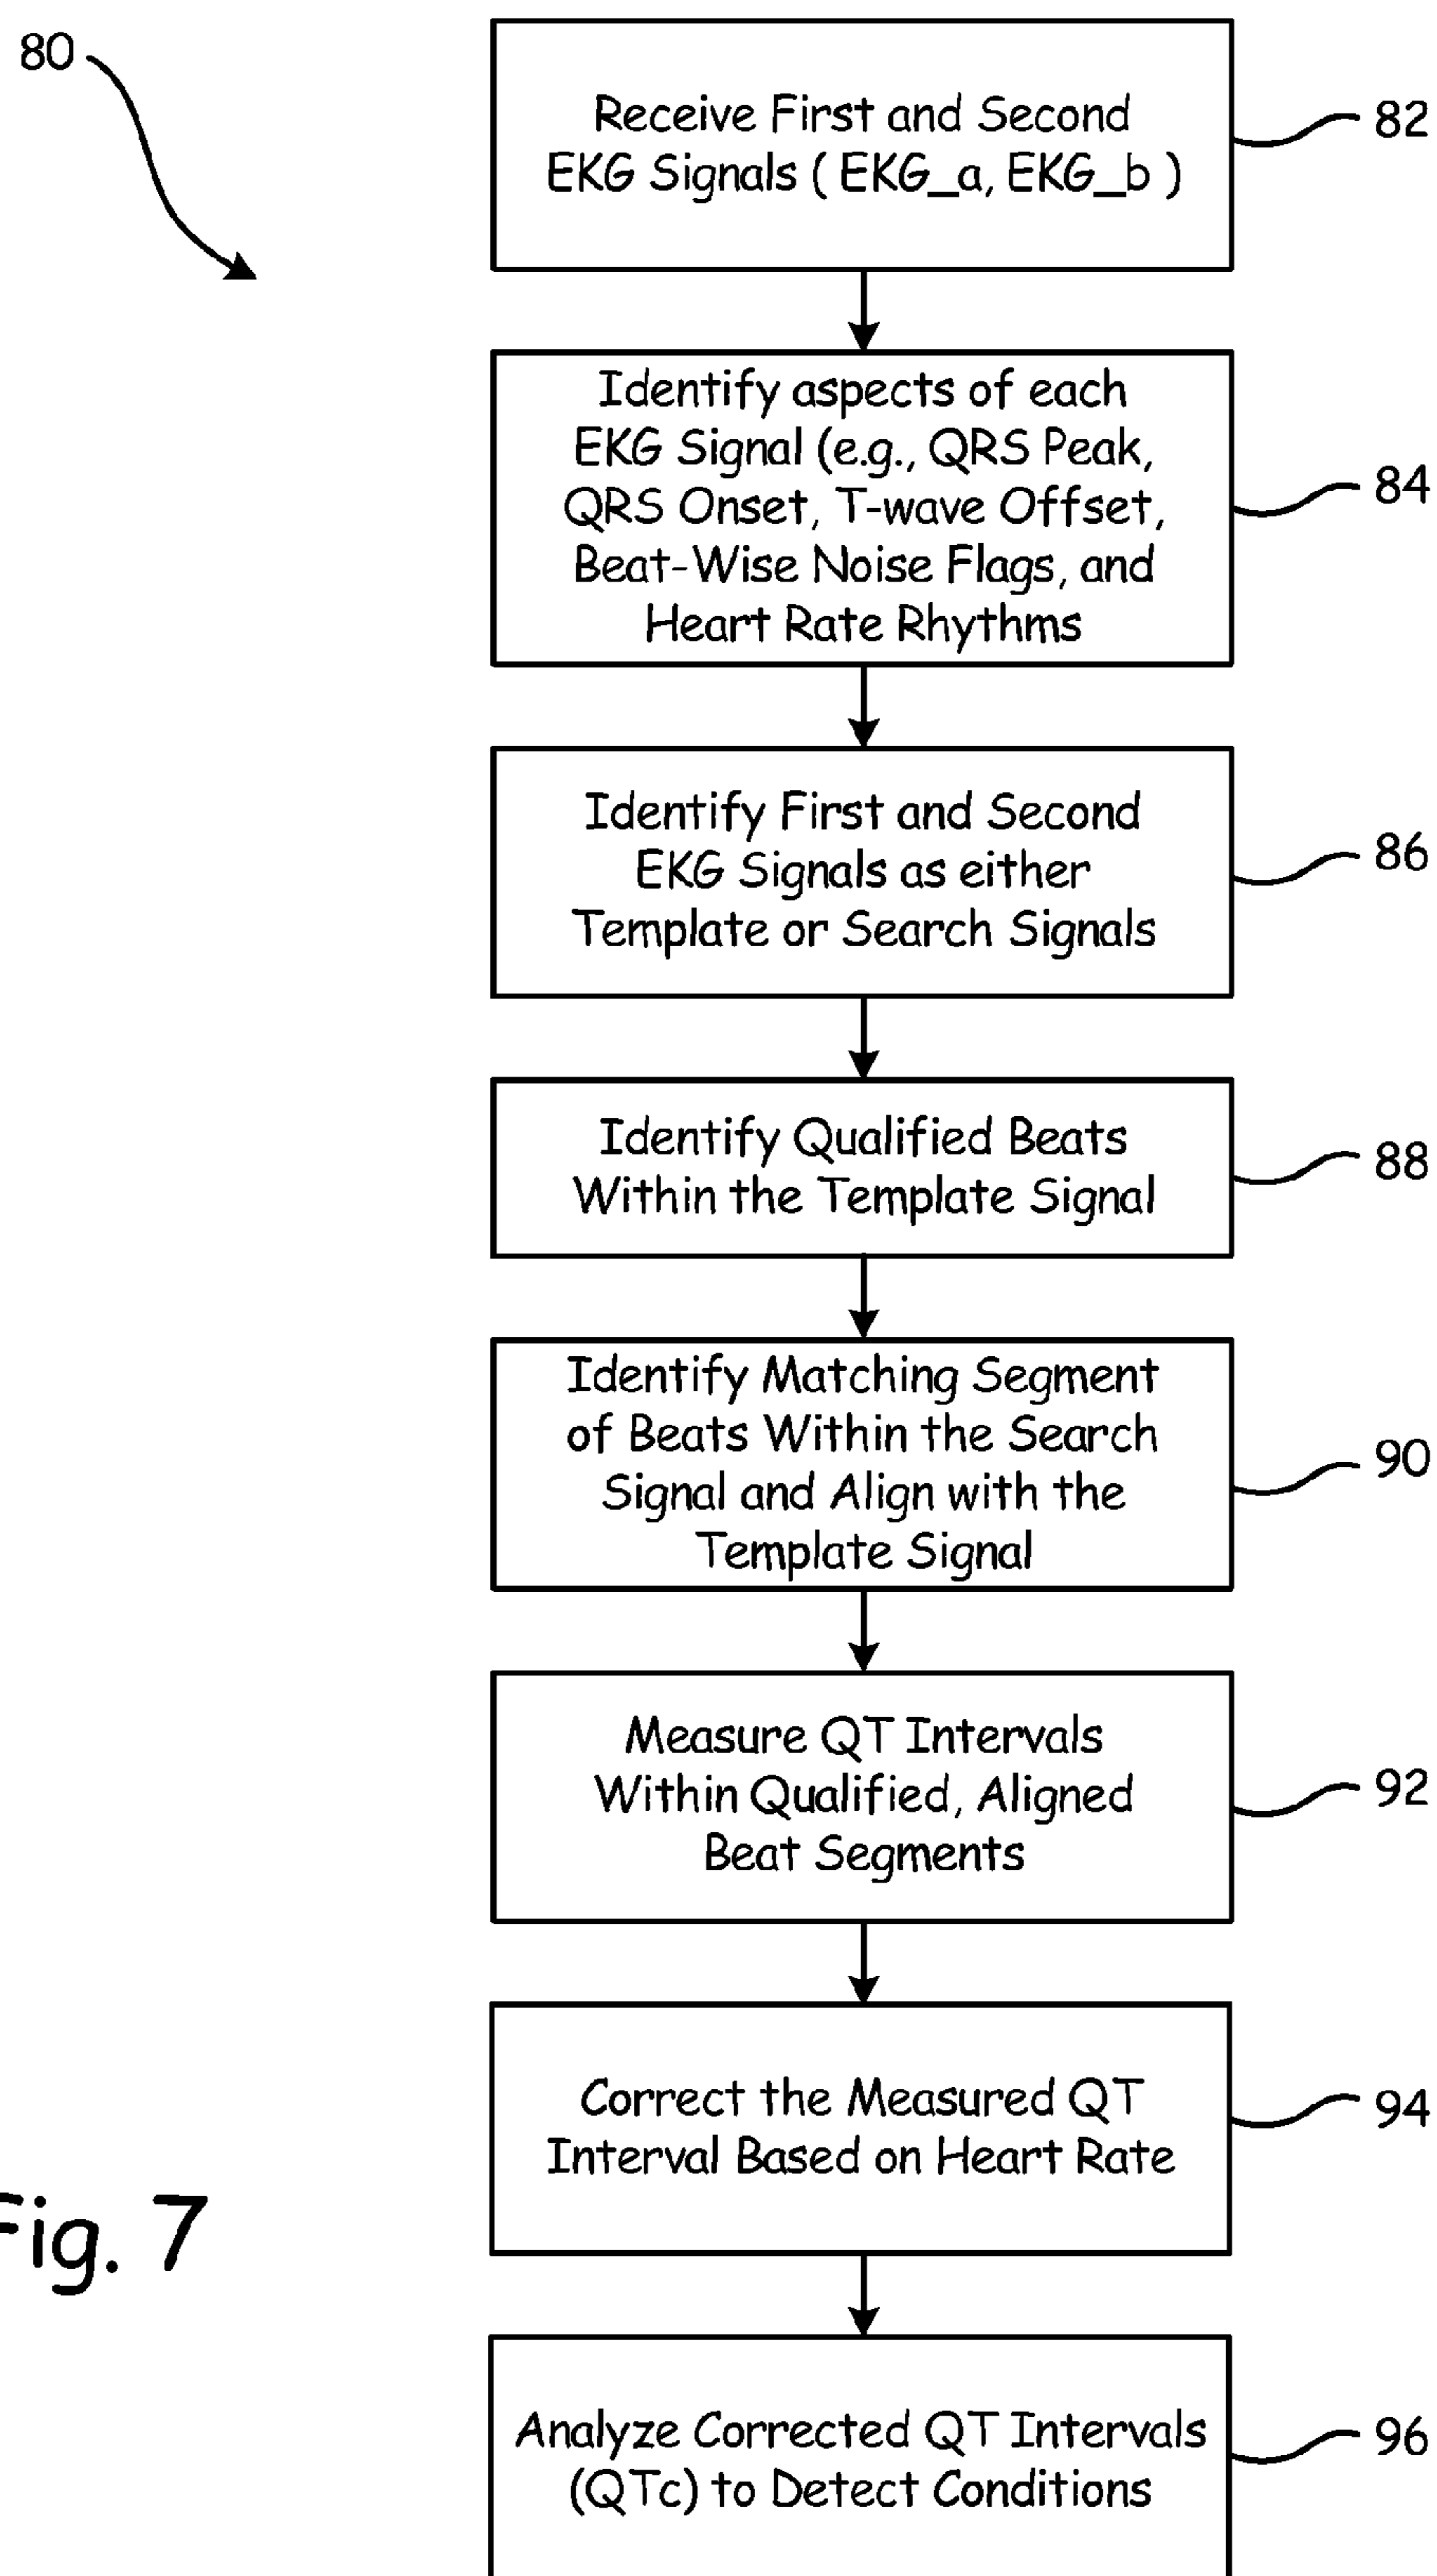 80
Receive First and Second
EKG Signals ( EKG_a, EKG_b )
82
Identify aspects of each
EKG Signal (e.g., QRS Peak,
QRS Onset, T-wave Offset,
Beat-Wise Noise Flags, and
Heart Rate Rhythms
84
Identify First and Second
EKG Signals as either
Template or Search Signals
86
Identify Qualified Beats
Within the Template Signal
88
Identify Matching Segment
of Beats Within the Search
Signal and Align with the
Template Signal
90
Measure QT Intervals
Within Qualified, Aligned
Beat Segments
92
Correct the Measured QT
Interval Based on Heart Rate
94
Fig. 7
Analyze Corrected QT Intervals
(QTc) to Detect Conditions
96